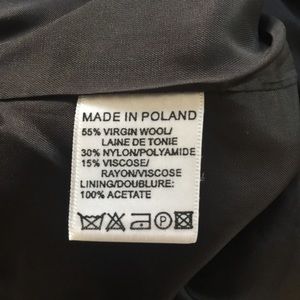 MADE IN POLAND
55% VIRGIN WOOL/
LAINE DE TONIE
30% NYLON/POLYAMIDE
15% VISCOSE/
RAYON/VISCOSE
LINING/DOUBLURE:
100% ACETATE
P